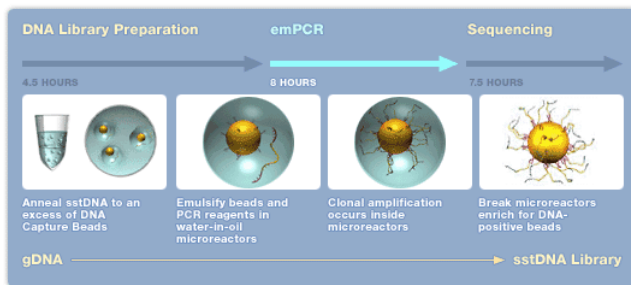 DNA Library Preparation
emPCR
Sequencing
4.5 HOURS
8 HOURS
7.5 HOURS
Anneal sstDNA to an
excess of DNA
Capture Beads
Emulsify beads and
PCR reagents in
water-in-oil
microreactors
Clonal amplification
occurs inside
microreactors
Break microreactors
enrich for DNA-
positive beads
gDNA
sstDNA Library